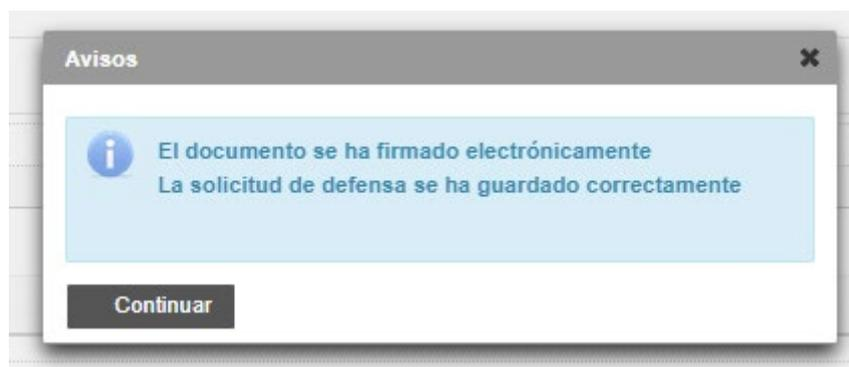 Avisos
El documento se ha firmado electrónicamente
La solicitud de defensa se ha guardado correctamente
Continuar